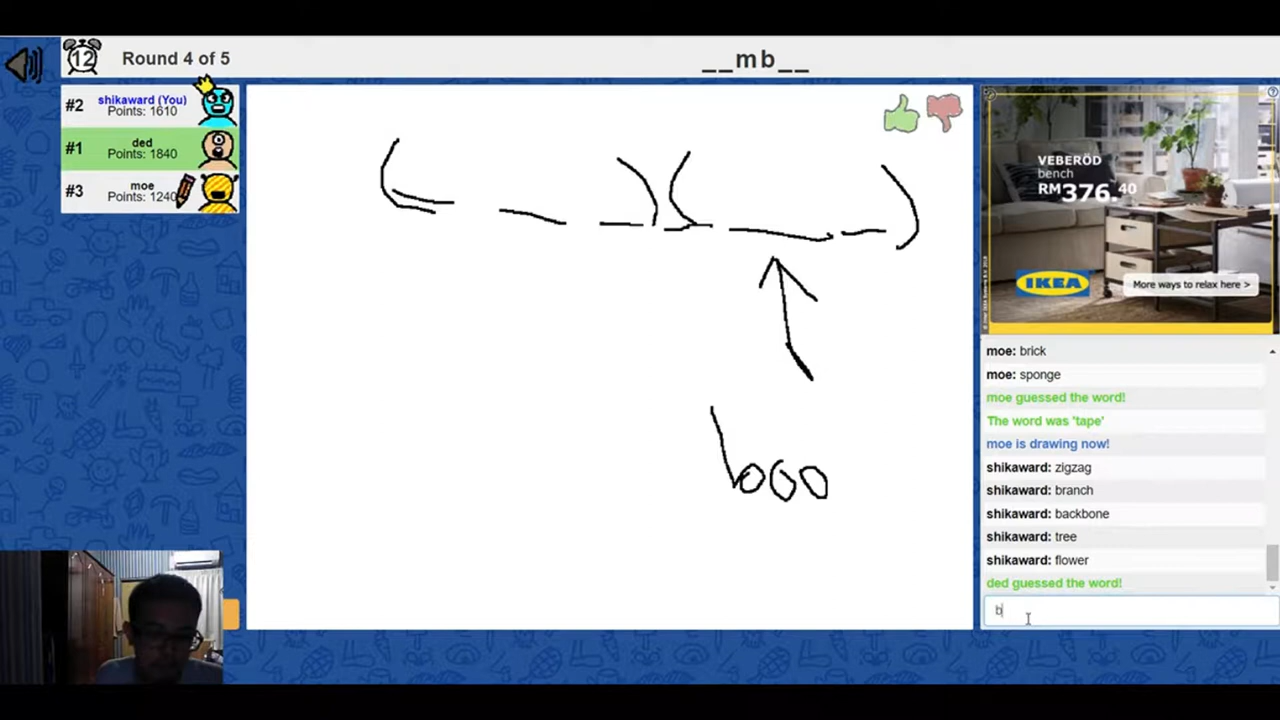 12
Round 4 of 5
__mb__
#2
shikaward (You)
Points: 1610
#1
ded
Points: 1840
#3
moe
Points: 1240
VEBERÖD
bench
RM376.40
IKEA
More ways to relax here >
moe: brick
moe: sponge
moe guessed the word!
The word was 'tape'
moe is drawing now!
shikaward: zigzag
shikaward: branch
shikaward: backbone
shikaward: tree
shikaward: flower
ded guessed the word!
b
booo